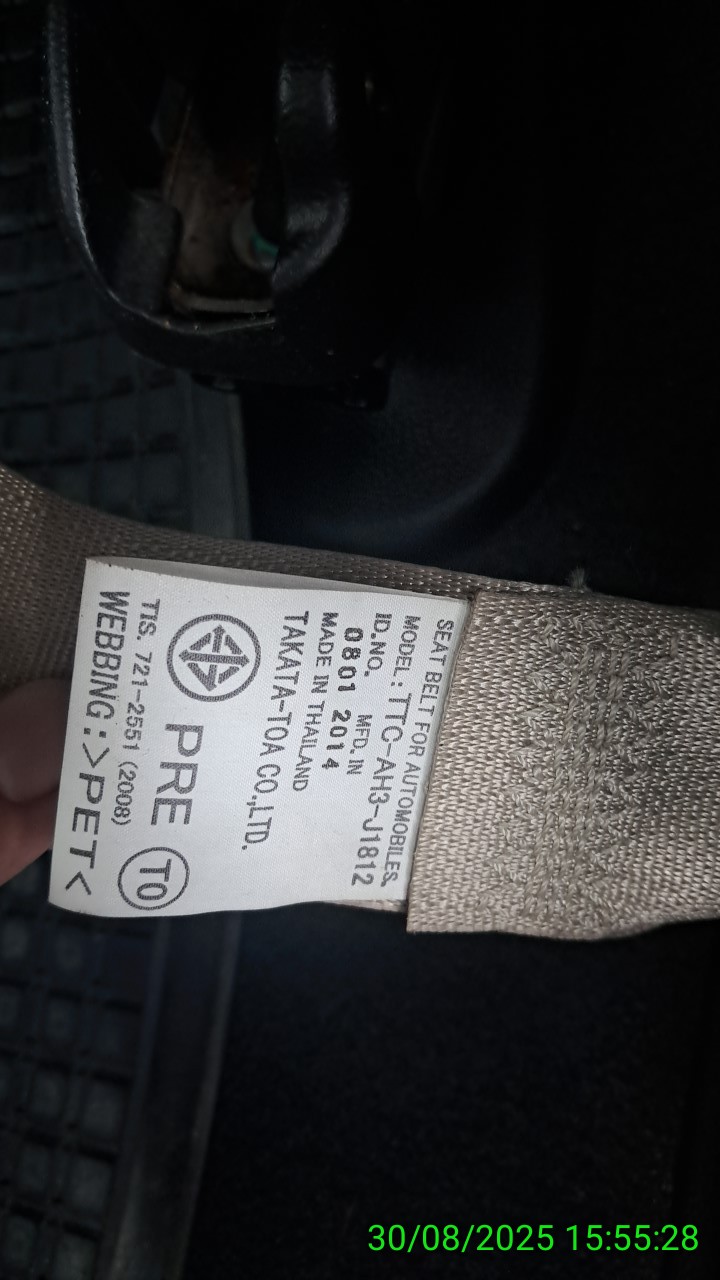 SEAT BELT FOR AUTOMOBILES.
MODEL : TTC-AH3-J1812
ID.NO. MFD. IN
0801 2014
MADE IN THAILAND
TAKATA-TOA CO.,LTD.
PRE TO
TIS. 721-2551 (2008)
WEBBING : >PET<
30/08/2025 15:55:28